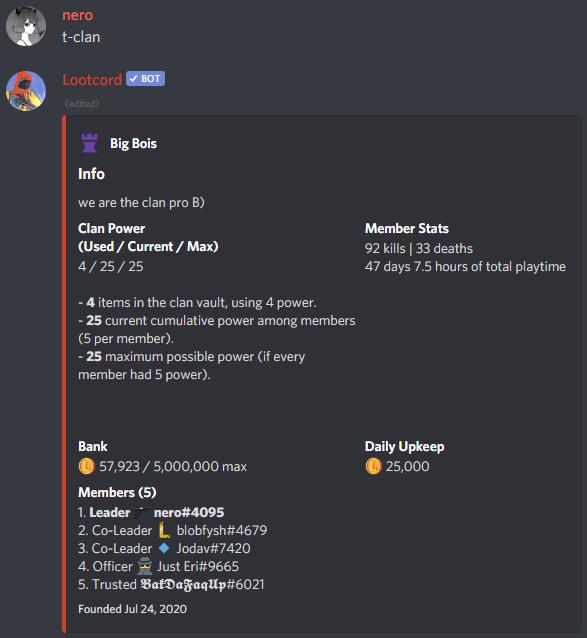 nero
t-clan
Lootcord ✓ BOT
(edited)
Big Bois
Info
we are the clan pro B)
Clan Power
(Used / Current / Max)
4 / 25 / 25
Member Stats
92 kills | 33 deaths
47 days 7.5 hours of total playtime
- 4 items in the clan vault, using 4 power.
- 25 current cumulative power among members
(5 per member).
- 25 maximum possible power (if every
member had 5 power).
Bank
57,923 / 5,000,000 max
Daily Upkeep
25,000
Members (5)
1. Leader nero#4095
2. Co-Leader blobfysh#4679
3. Co-Leader Jodav#7420
4. Officer Just Eri#9665
5. Trusted 𝕭𝖆𝖙𝕯𝖆𝕱𝖆𝖖𝖀𝖕#6021
Founded Jul 24, 2020